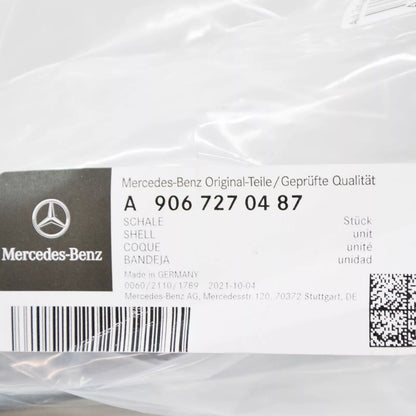 Mercedes-Benz Original-Teile/Geprüfte Qualität
A 906 727 04 87
SCHALE Stück
SHELL unit
COQUE unité
BANDEJA unidad
Mercedes-Benz
Made in GERMANY
0060/2110/1789 2021-10-04
Mercedes-Benz AG, Mercedesstr.120, 70372 Stuttgart, DE